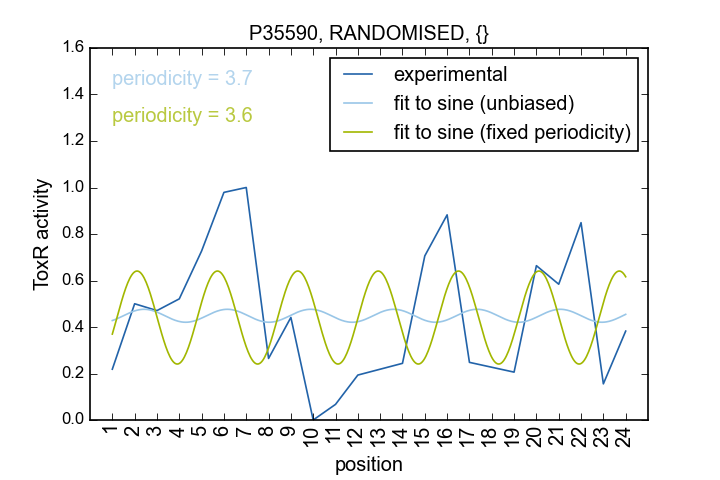 P35590, RANDOMISED, {}
1.6
1.4
1.2
1.0
0.8
0.6
0.4
0.2
0.0
ToxR activity
periodicity = 3.7
periodicity = 3.6
experimental
fit to sine (unbiased)
fit to sine (fixed periodicity)
1 2 3 4 5 6 7 8 9 10 11 12 13 14 15 16 17 18 19 20 21 22 23 24
position